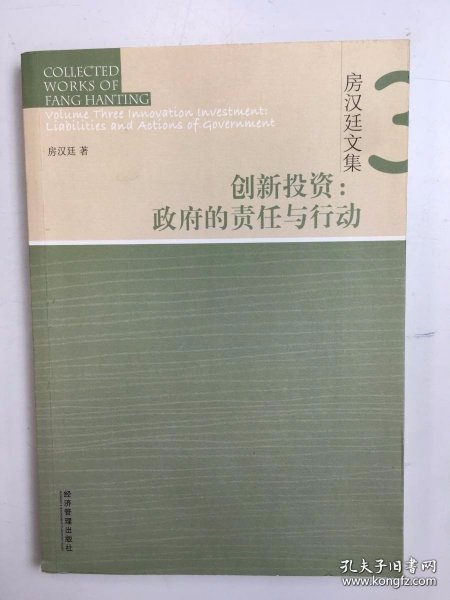 COLLECTED
WORKS OF
FANG HANTING
Volume Three Innovation Investment:
Liabilities and Actions of Government
房汉廷 著
房汉廷文集
3
创新投资：
政府的责任与行动
经济管理出版社
孔夫子旧书网
www.kongfz.com